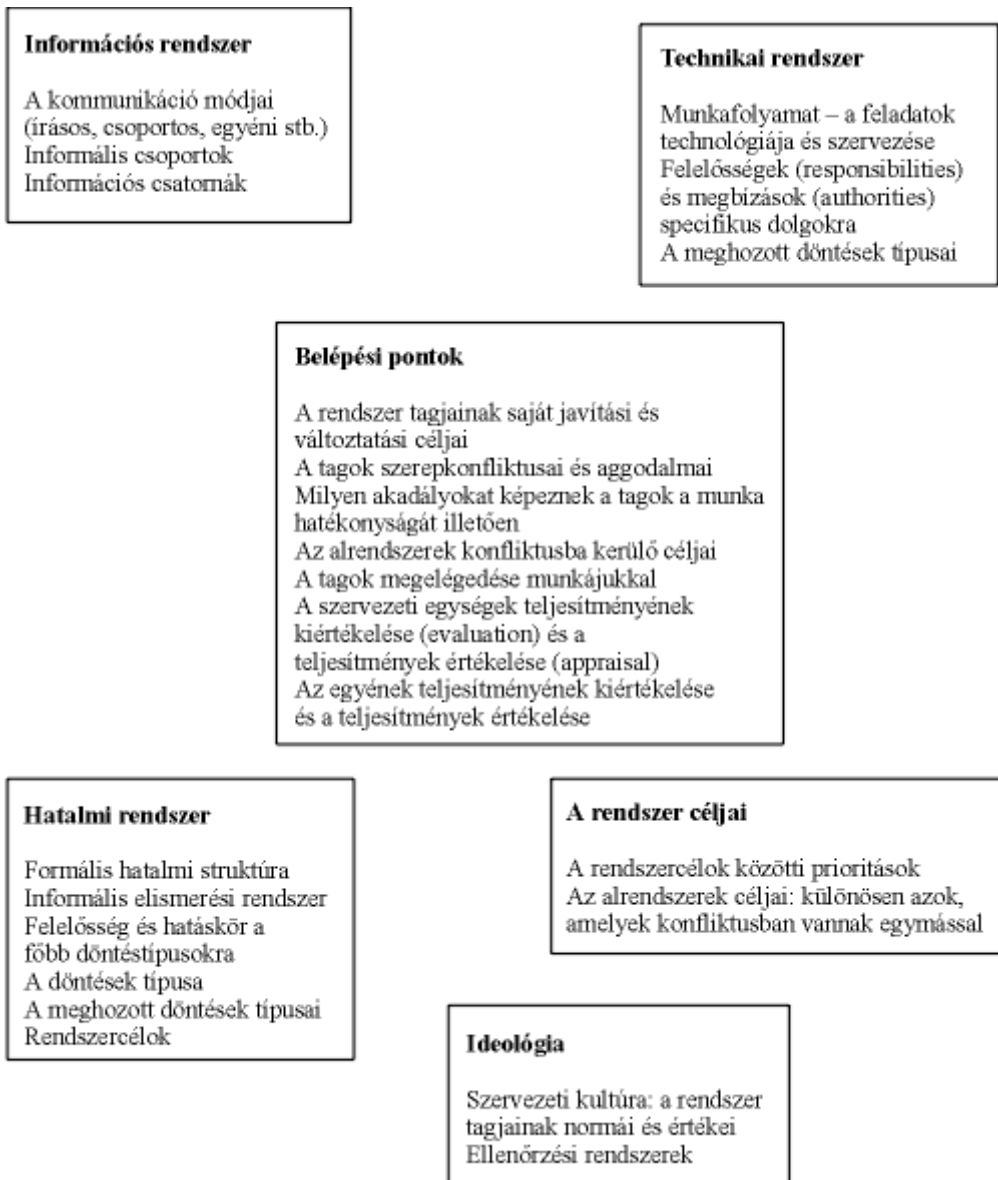 Információs rendszer
A kommunikáció módjai
(írásos, csoportos, egyéni stb.)
Informális csoportok
Információs csatornák
Technikai rendszer
Munkafolyamat – a feladatok
technológiája és szervezése
Felelősségek (responsibilities)
és megbízások (authorities)
specifikus dolgokra
A meghozott döntések típusai
Belépési pontok
A rendszer tagjainak saját javítási és
változtatási céljai
A tagok szerepkonfliktusai és aggodalmai
Milyen akadályokat képeznek a tagok a munka
hatékonyságát illetően
Az alrendszerek konfliktusba kerülő céljai
A tagok megelégedése munkájukkal
A szervezeti egységek teljesítményének
kiértékelése (evaluation) és a
teljesítmények értékelése (appraisal)
Az egyének teljesítményének kiértékelése
és a teljesítmények értékelése
Hatalmi rendszer
Formális hatalmi struktúra
Informális elismerési rendszer
Felelősség és hatáskör a
főbb döntéstípusokra
A döntések típusa
A meghozott döntések típusai
Rendszercélok
A rendszer céljai
A rendszercélok közötti prioritások
Az alrendszerek céljai: különösen azok,
amelyek konfliktusban vannak egymással
Ideológia
Szervezeti kultúra: a rendszer
tagjainak normái és értékei
Ellenőrzési rendszerek